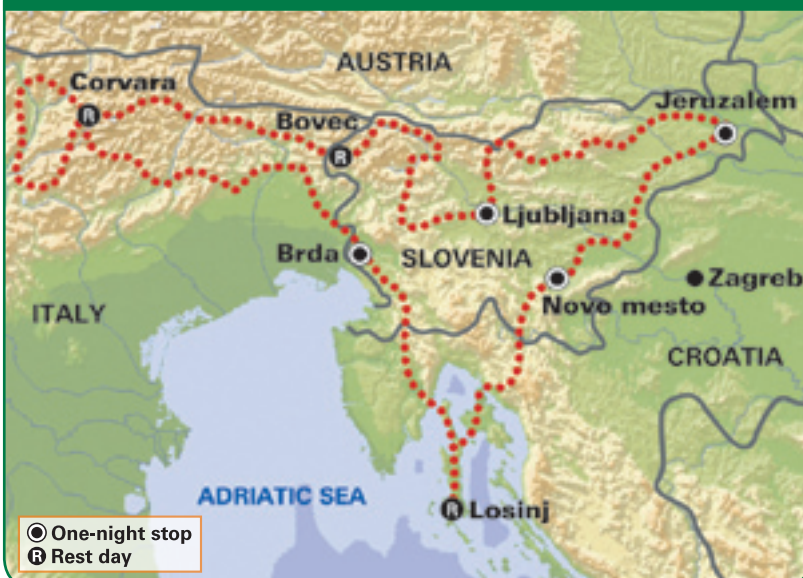 AUSTRIA
Corvara
R
Jeruzalem
Bovec
R
Ljubljana
Brda
SLOVENIA
Zagreb
Novo mesto
ITALY
CROATIA
ADRIATIC SEA
R Losinj
One-night stop
R Rest day